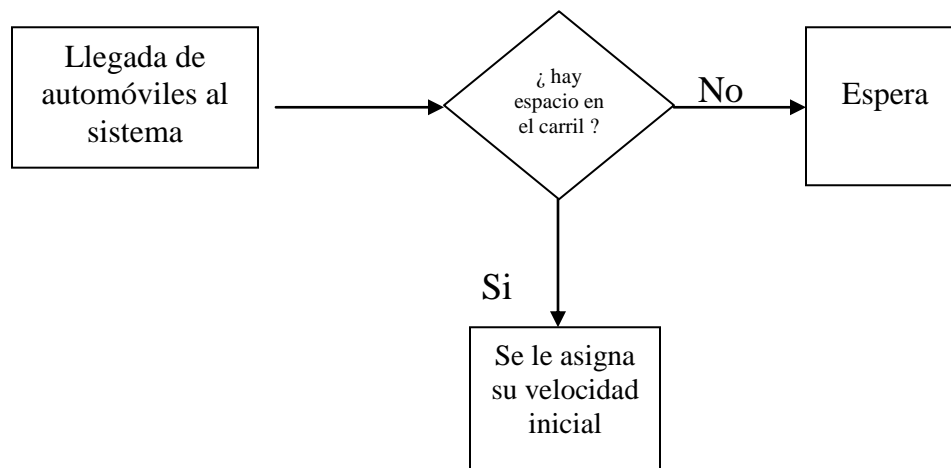 Llegada de
automóviles al
sistema
¿ hay
espacio en
el carril ?
No
Espera
Si
Se le asigna
su velocidad
inicial